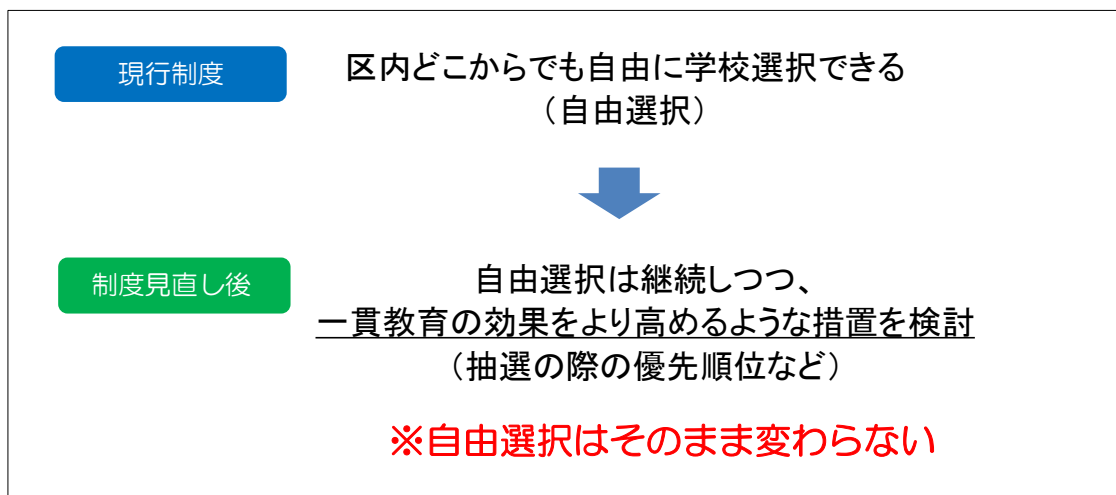 現行制度
区内どこからでも自由に学校選択できる
（自由選択）
制度見直し後
自由選択は継続しつつ、
一貫教育の効果をより高めるような措置を検討
（抽選の際の優先順位など）
※自由選択はそのまま変わらない